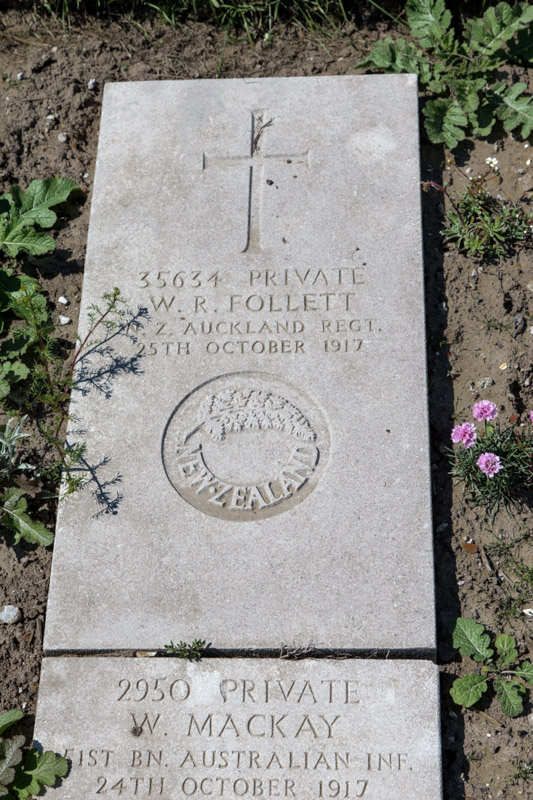 35634 PRIVATE
W. R. FOLLETT
N. Z. AUCKLAND REGT.
25TH OCTOBER 1917
NEW·ZEALAND
2950 PRIVATE
W. MACKAY
51ST BN. AUSTRALIAN INF.
24TH OCTOBER 1917